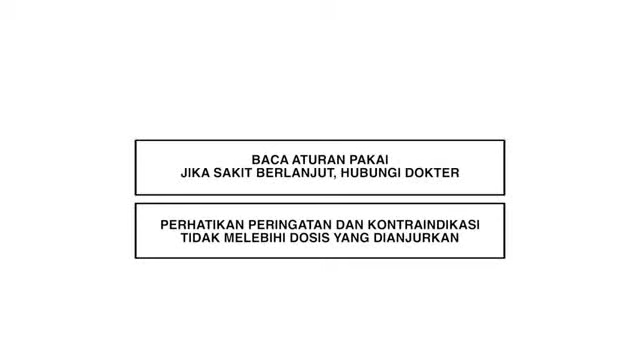 BACA ATURAN PAKAI
JIKA SAKIT BERLANJUT, HUBUNGI DOKTER
PERHATIKAN PERINGATAN DAN KONTRAINDIKASI
TIDAK MELEBIHI DOSIS YANG DIANJURKAN